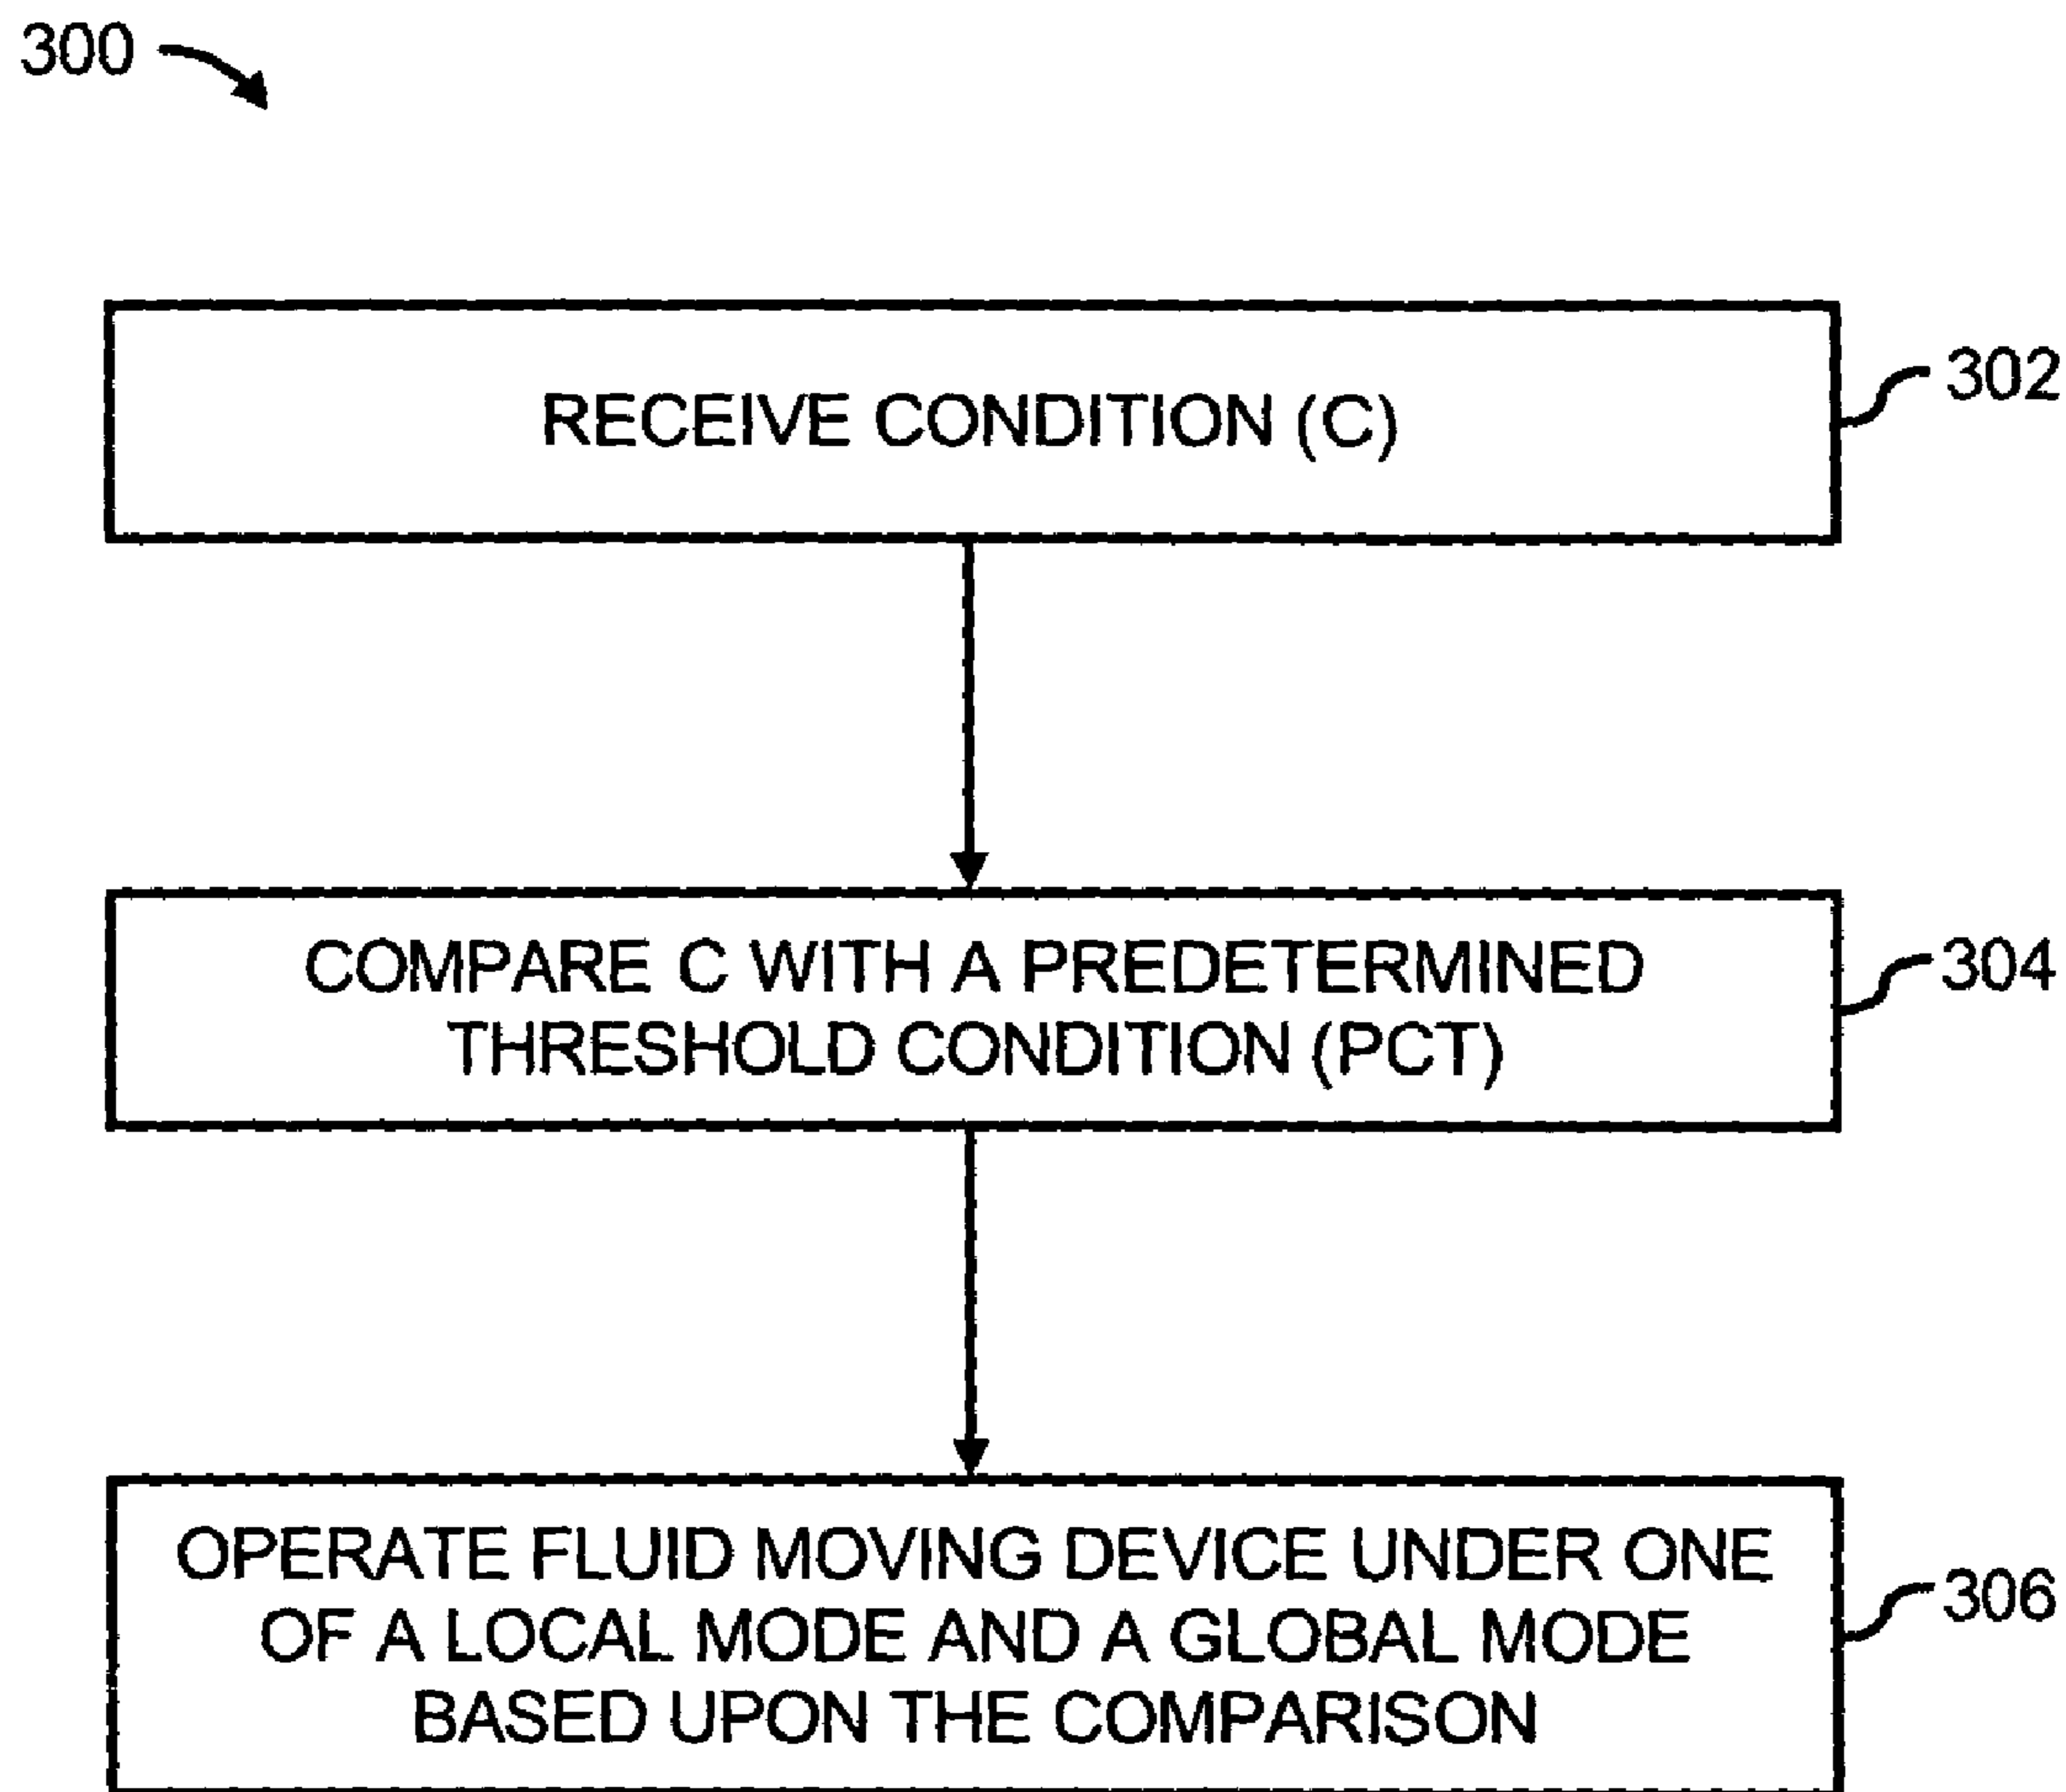 300
RECEIVE CONDITION (C)
302
COMPARE C WITH A PREDETERMINED
THRESHOLD CONDITION (PCT)
304
OPERATE FLUID MOVING DEVICE UNDER ONE
OF A LOCAL MODE AND A GLOBAL MODE
BASED UPON THE COMPARISON
306